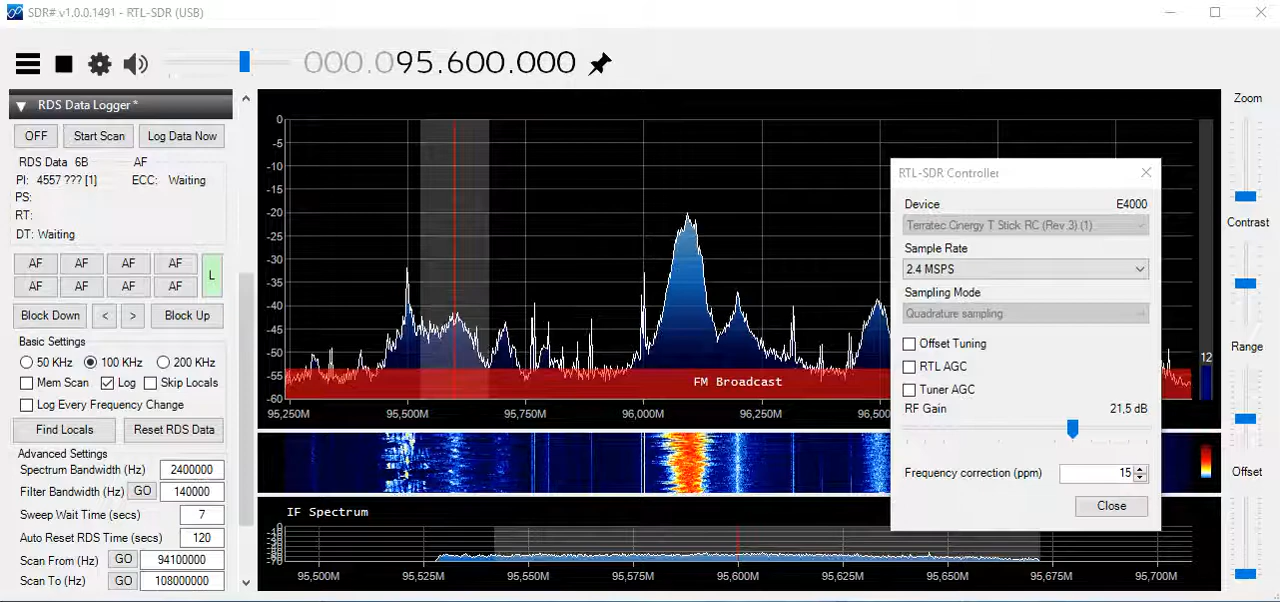 SDR# v1.0.0.1491 - RTL-SDR (USB)
000.095.600.000
RDS Data Logger*
OFF Start Scan Log Data Now
RDS Data 6B AF
PI: 4557 ??? [1] ECC: Waiting
PS:
RT:
DT: Waiting
AF AF AF AF L
AF AF AF AF
Block Down < > Block Up
Basic Settings
50 KHz 100 KHz 200 KHz
Mem Scan Log Skip Locals
Log Every Frequency Change
Find Locals Reset RDS Data
Advanced Settings
Spectrum Bandwidth (Hz) 2400000
Filter Bandwidth (Hz) GO 140000
Sweep Wait Time (secs) 7
Auto Reset RDS Time (secs) 120
Scan From (Hz) GO 94100000
Scan To (Hz) GO 108000000
0
-5
-10
-15
-20
-25
-30
-35
-40
-45
-50
-55
-60
FM Broadcast
95,250M 95,500M 95,750M 96,000M 96,250M 96,500
12
IF Spectrum
95,500M 95,525M 95,550M 95,575M 95,600M 95,625M 95,650M 95,675M 95,700M
RTL-SDR Controller
Device E4000
Terratec Cinergy T Stick RC (Rev.3) (1)
Sample Rate
2.4 MSPS
Sampling Mode
Quadrature sampling
Offset Tuning
RTL AGC
Tuner AGC
RF Gain 21,5 dB
Frequency correction (ppm) 15
Close
Zoom
Contrast
Range
Offset